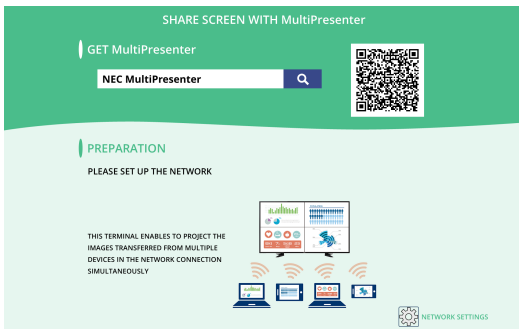 SHARE SCREEN WITH MultiPresenter
GET MultiPresenter
NEC MultiPresenter
PREPARATION
PLEASE SET UP THE NETWORK
THIS TERMINAL ENABLES TO PROJECT THE
IMAGES TRANSFERRED FROM MULTIPLE
DEVICES IN THE NETWORK CONNECTION
SIMULTANEOUSLY
NETWORK SETTINGS